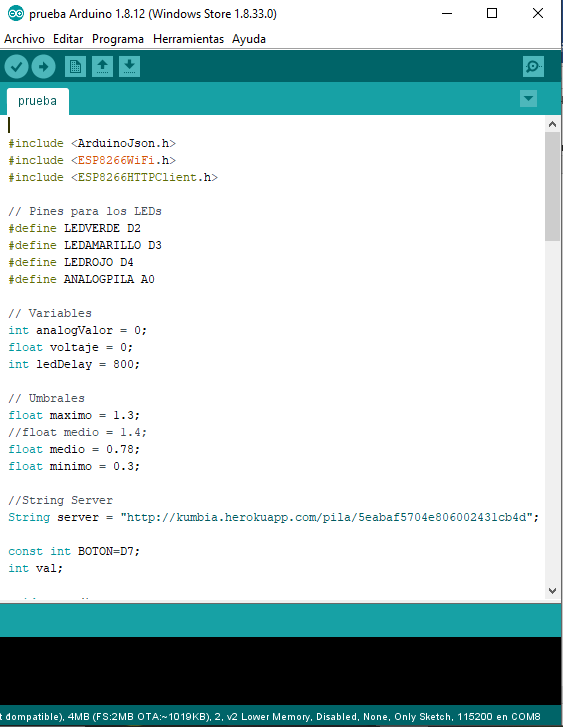 prueba Arduino 1.8.12 (Windows Store 1.8.33.0)
Archivo Editar Programa Herramientas Ayuda
prueba
#include <ArduinoJson.h>
#include <ESP8266WiFi.h>
#include <ESP8266HTTPClient.h>
// Pines para los LEDs
#define LEDVERDE D2
#define LEDAMARILLO D3
#define LEDROJO D4
#define ANALOGPILA A0
// Variables
int analogValor = 0;
float voltaje = 0;
int ledDelay = 800;
// Umbrales
float maximo = 1.3;
//float medio = 1.4;
float medio = 0.78;
float minimo = 0.3;
//String Server
String server = "http://kumbia.herokuapp.com/pila/5eabaf5704e806002431cb4d";
const int BOTON=D7;
int val;
t dompatible), 4MB (FS:2MB OTA:~1019KB), 2, v2 Lower Memory, Disabled, None, Only Sketch, 115200 en COM8